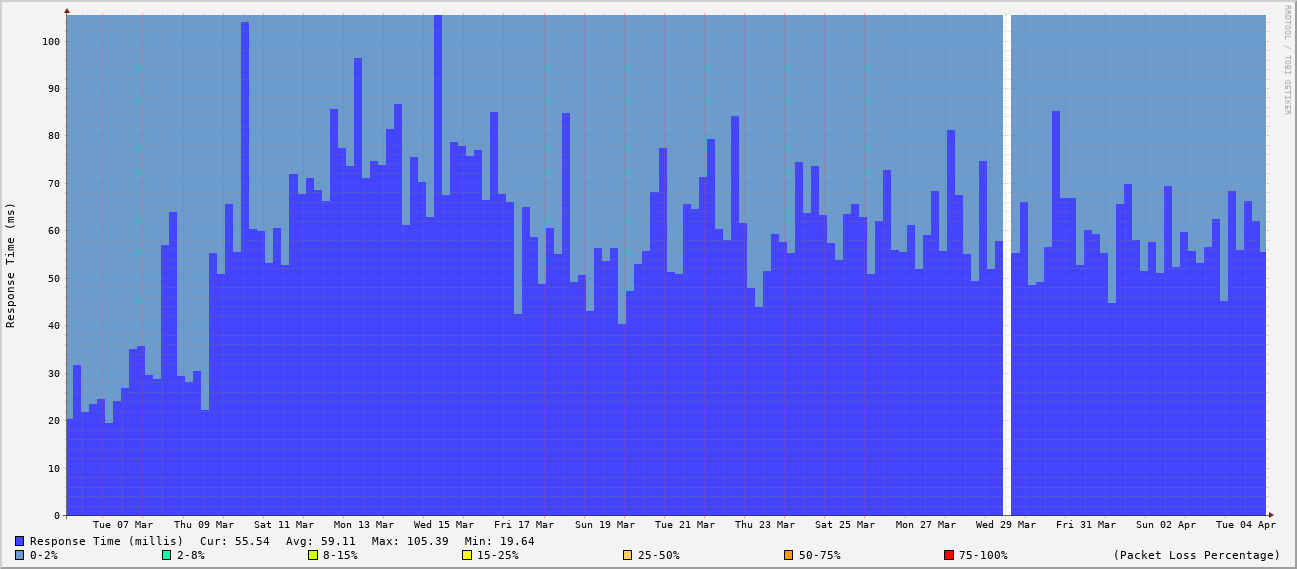 RRDTOOL / TOBI OETIKER
Response Time (ms)
100
90
80
70
60
50
40
30
20
10
0
Tue 07 Mar Thu 09 Mar Sat 11 Mar Mon 13 Mar Wed 15 Mar Fri 17 Mar Sun 19 Mar Tue 21 Mar Thu 23 Mar Sat 25 Mar Mon 27 Mar Wed 29 Mar Fri 31 Mar Sun 02 Apr Tue 04 Apr
Response Time (millis) Cur: 55.54 Avg: 59.11 Max: 105.39 Min: 19.64
0-2% 2-8% 8-15% 15-25% 25-50% 50-75% 75-100% (Packet Loss Percentage)